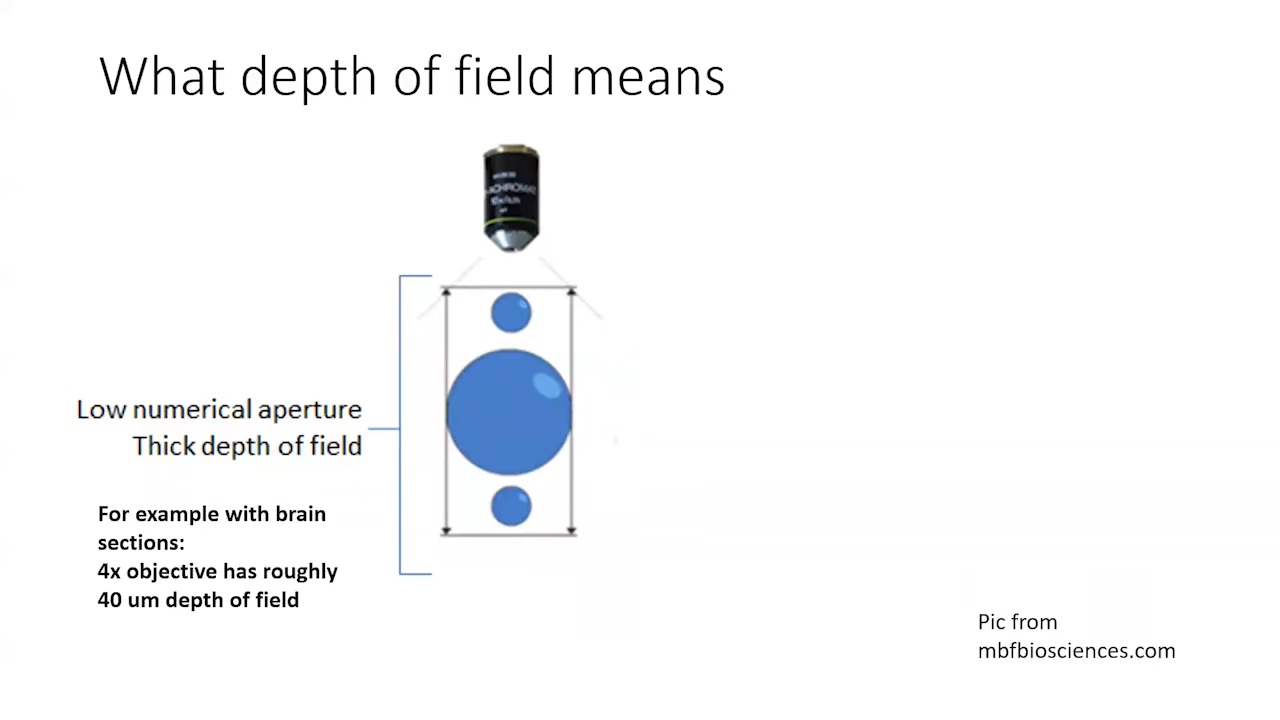 What depth of field means
Low numerical aperture
Thick depth of field
For example with brain
sections:
4x objective has roughly
40 um depth of field
Pic from
mbfbiosciences.com